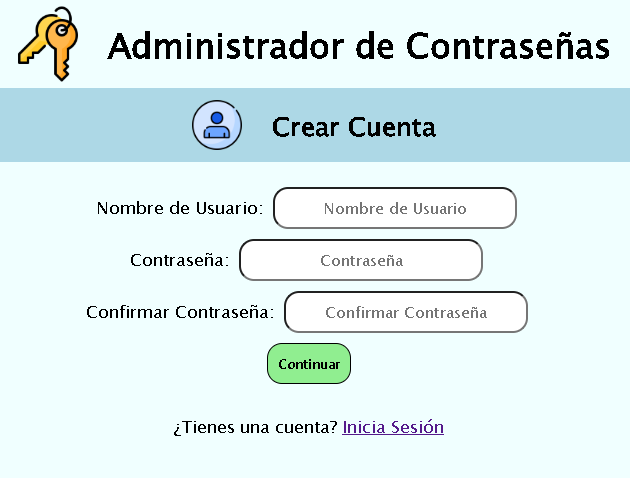 Administrador de Contraseñas
Crear Cuenta
Nombre de Usuario: Nombre de Usuario
Contraseña: Contraseña
Confirmar Contraseña: Confirmar Contraseña
Continuar
¿Tienes una cuenta? Inicia Sesión